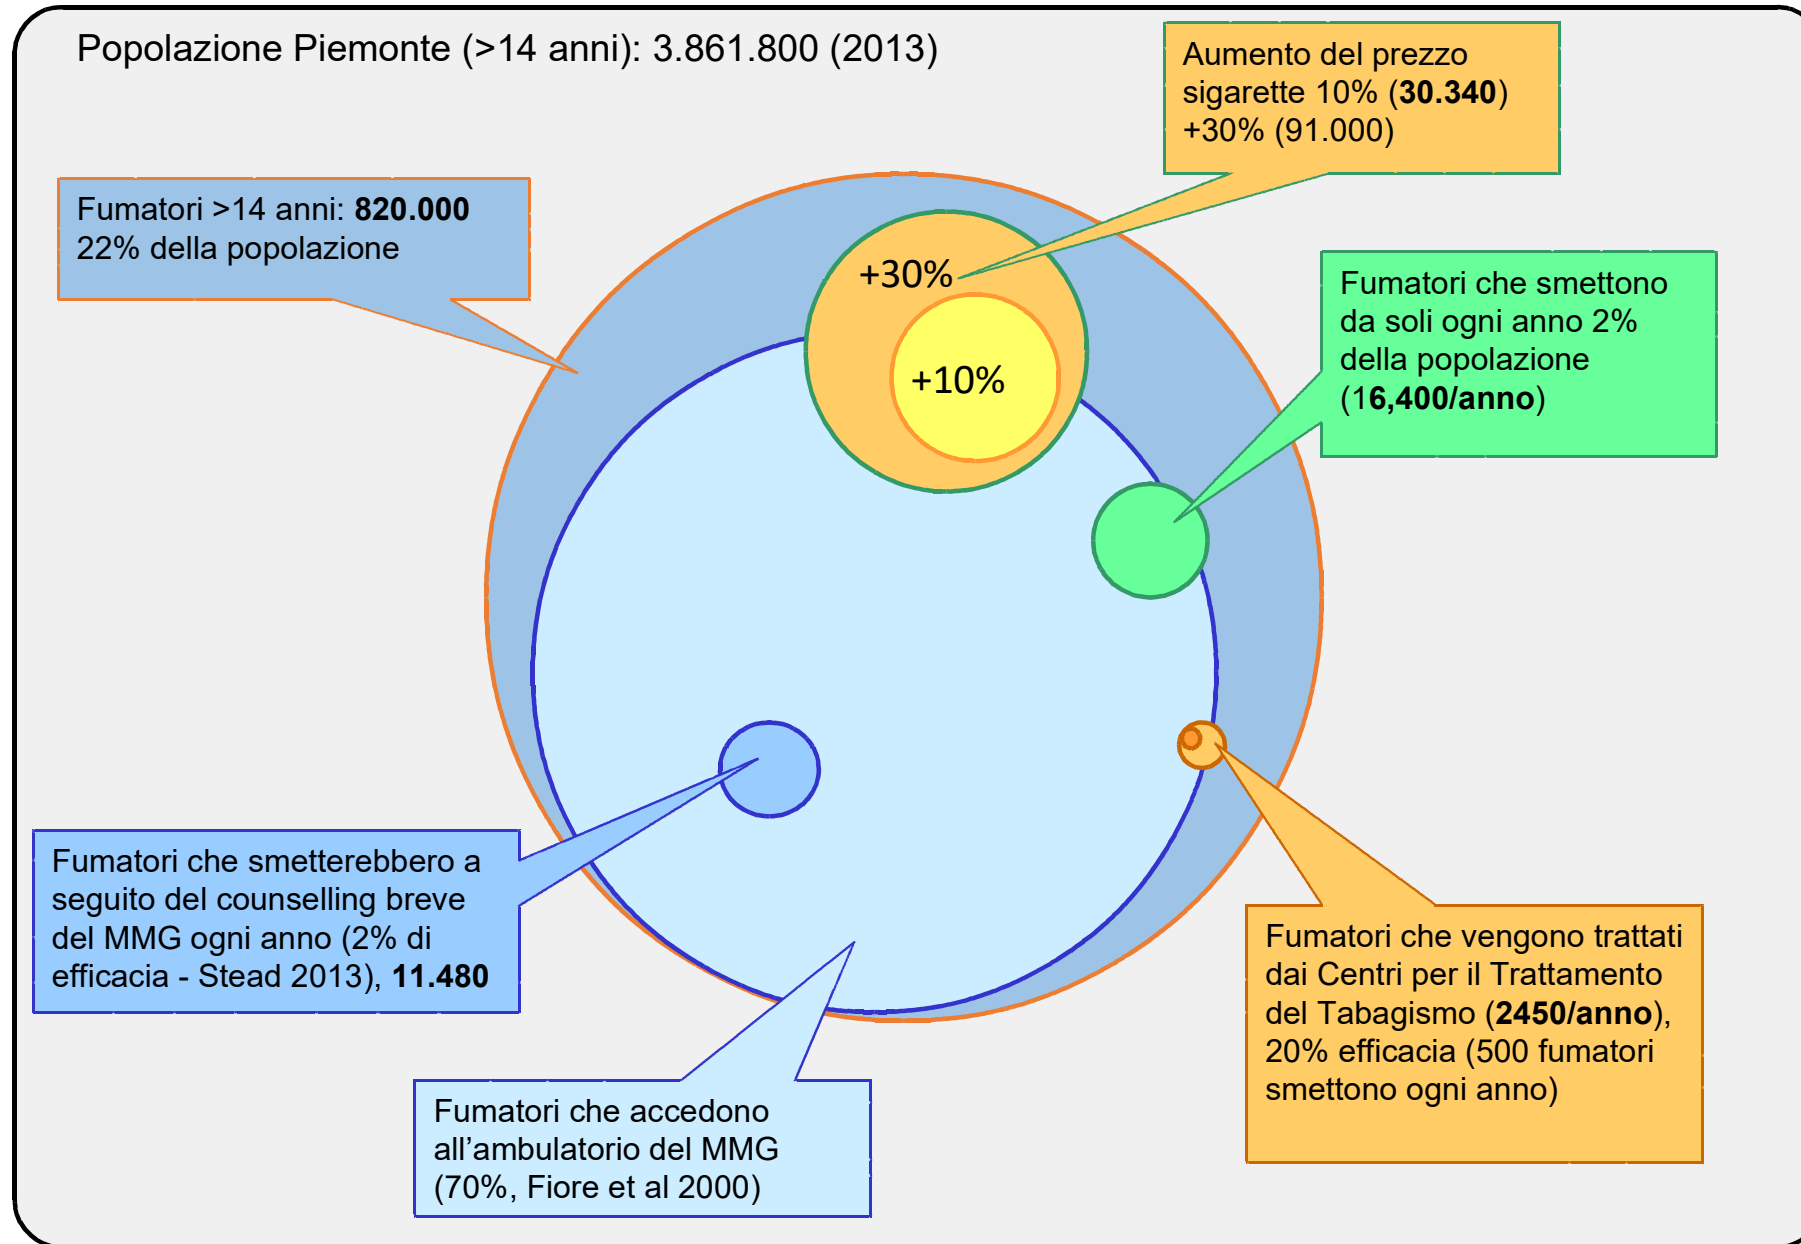 Popolazione Piemonte (>14 anni): 3.861.800 (2013)
Aumento del prezzo
sigarette 10% (30.340)
+30% (91.000)
Fumatori >14 anni: 820.000
22% della popolazione
+30%
+10%
Fumatori che smettono
da soli ogni anno 2%
della popolazione
(16,400/anno)
Fumatori che smetterebbero a
seguito del counselling breve
del MMG ogni anno (2% di
efficacia - Stead 2013), 11.480
Fumatori che vengono trattati
dai Centri per il Trattamento
del Tabagismo (2450/anno),
20% efficacia (500 fumatori
smettono ogni anno)
Fumatori che accedono
all’ambulatorio del MMG
(70%, Fiore et al 2000)